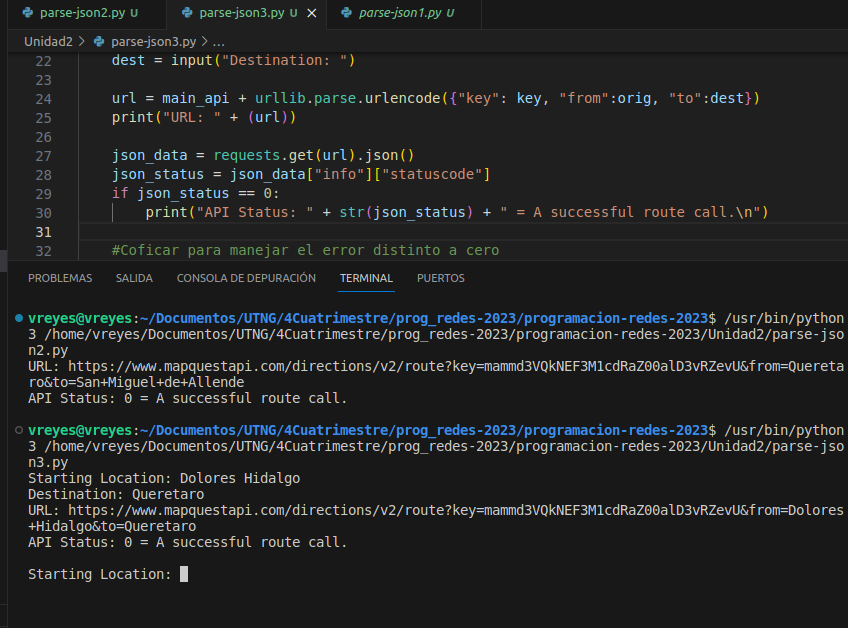 parse-json2.py U
parse-json3.py U ×
parse-json1.py U
Unidad2 > parse-json3.py > ...
22 dest = input("Destination: ")
23
24 url = main_api + urllib.parse.urlencode({"key": key, "from":orig, "to":dest})
25 print("URL: " + (url))
26
27 json_data = requests.get(url).json()
28 json_status = json_data["info"]["statuscode"]
29 if json_status == 0:
30 print("API Status: " + str(json_status) + " = A successful route call.\n")
31
32 #Coficar para manejar el error distinto a cero
PROBLEMAS SALIDA CONSOLA DE DEPURACIÓN TERMINAL PUERTOS
vreyes@vreyes:~/Documentos/UTNG/4Cuatrimestre/prog_redes-2023/programacion-redes-2023$ /usr/bin/python
3 /home/vreyes/Documentos/UTNG/4Cuatrimestre/prog_redes-2023/programacion-redes-2023/Unidad2/parse-jso
n2.py
URL: https://www.mapquestapi.com/directions/v2/route?key=mammd3VQkNEF3M1cdRaZ00alD3vRZevU&from=Quereta
ro&to=San+Miguel+de+Allende
API Status: 0 = A successful route call.
vreyes@vreyes:~/Documentos/UTNG/4Cuatrimestre/prog_redes-2023/programacion-redes-2023$ /usr/bin/python
3 /home/vreyes/Documentos/UTNG/4Cuatrimestre/prog_redes-2023/programacion-redes-2023/Unidad2/parse-jso
n3.py
Starting Location: Dolores Hidalgo
Destination: Queretaro
URL: https://www.mapquestapi.com/directions/v2/route?key=mammd3VQkNEF3M1cdRaZ00alD3vRZevU&from=Dolores
+Hidalgo&to=Queretaro
API Status: 0 = A successful route call.
Starting Location: